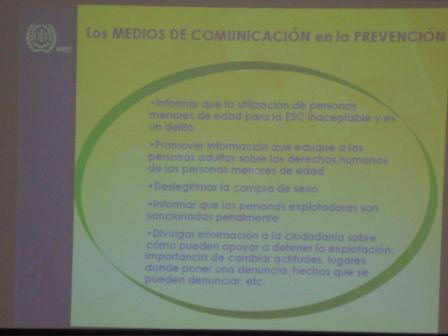 IPEC
Los MEDIOS DE COMUNICACIÓN en la PREVENCIÓN
•Informar que la utilización de personas
menores de edad para la ESC inaceptable y es
un delito
•Promover información que eduque a las
personas adultas sobre los derechos humanos
de las personas menores de edad
•Deslegitimar la compra de sexo
•Informar que las personas explotadoras son
sancionadas penalmente
•Divulgar información a la ciudadanía sobre
cómo pueden apoyar a detener la explotación:
importancia de cambiar actitudes, lugares
donde poner una denuncia, hechos que se
pueden denunciar, etc.